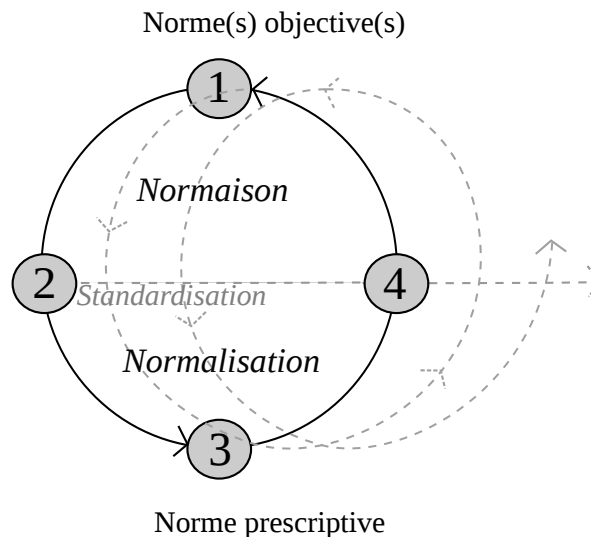 Norme(s) objective(s)
1
Normaison
2
4
Standardisation
Normalisation
3
Norme prescriptive